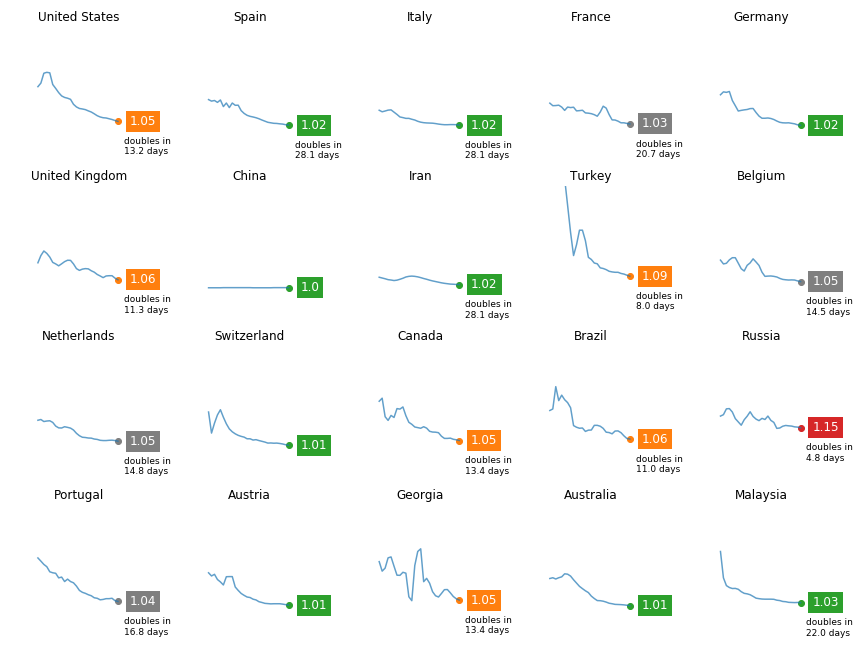 United States
Spain
Italy
France
Germany
1.05
doubles in
13.2 days
1.02
doubles in
28.1 days
1.02
doubles in
28.1 days
1.03
doubles in
20.7 days
1.02
United Kingdom
China
Iran
Turkey
Belgium
1.06
doubles in
11.3 days
1.0
1.02
doubles in
28.1 days
1.09
doubles in
8.0 days
1.05
doubles in
14.5 days
Netherlands
Switzerland
Canada
Brazil
Russia
1.05
doubles in
14.8 days
1.01
1.05
doubles in
13.4 days
1.06
doubles in
11.0 days
1.15
doubles in
4.8 days
Portugal
Austria
Georgia
Australia
Malaysia
1.04
doubles in
16.8 days
1.01
1.05
doubles in
13.4 days
1.01
1.03
doubles in
22.0 days